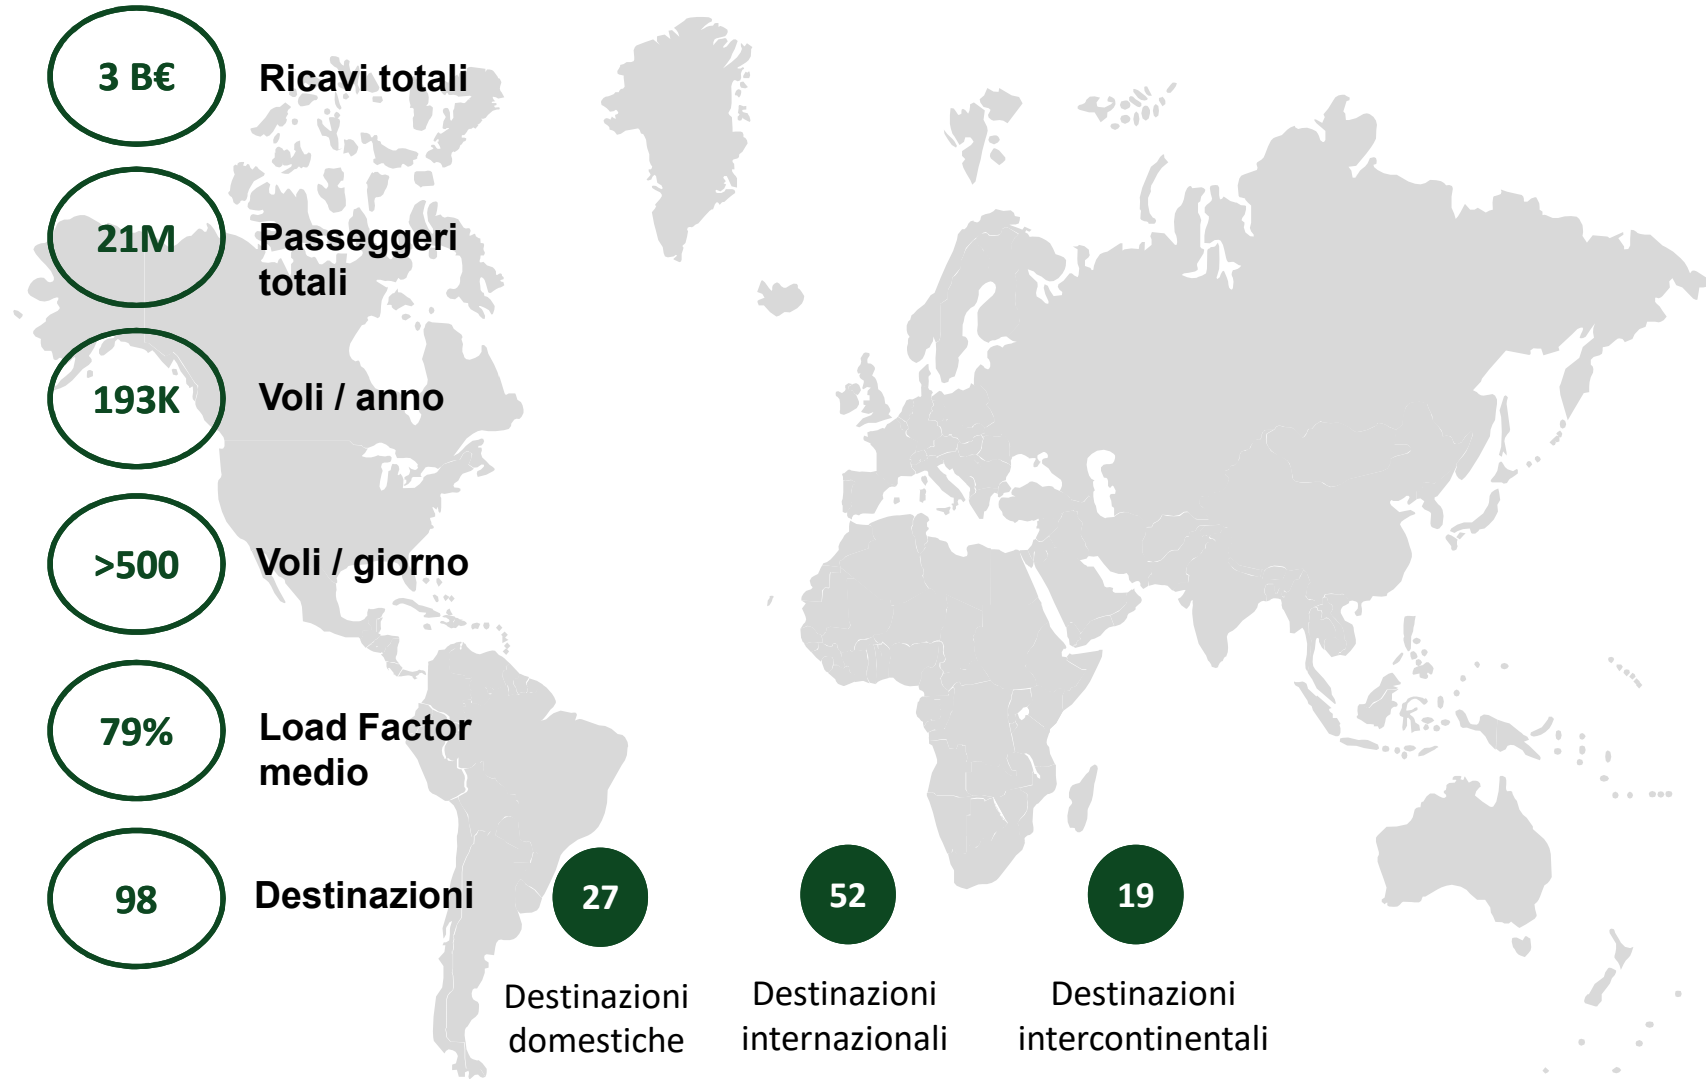 3 B€
Ricavi totali
21M
Passeggeri
totali
193K
Voli / anno
>500
Voli / giorno
79%
Load Factor
medio
98
Destinazioni
27
52
19
Destinazioni
domestiche
Destinazioni
internazionali
Destinazioni
intercontinentali